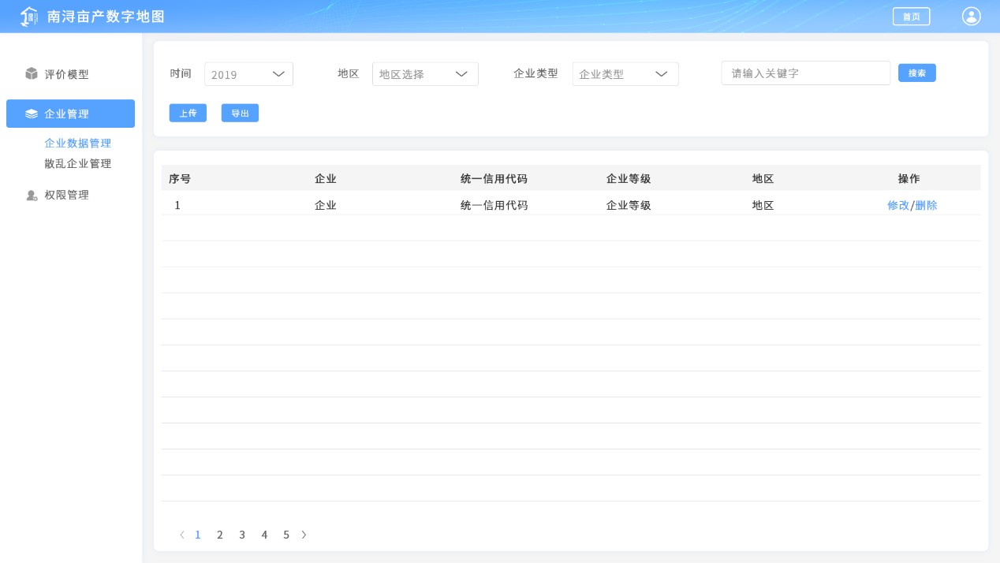 南浔亩产数字地图 首页
评价模型
企业管理
企业数据管理
散乱企业管理
权限管理
时间 2019 地区 地区选择 企业类型 企业类型 请输入关键字 搜索
上传 导出
序号 企业 统一信用代码 企业等级 地区 操作
1 企业 统一信用代码 企业等级 地区 修改/删除
1 2 3 4 5